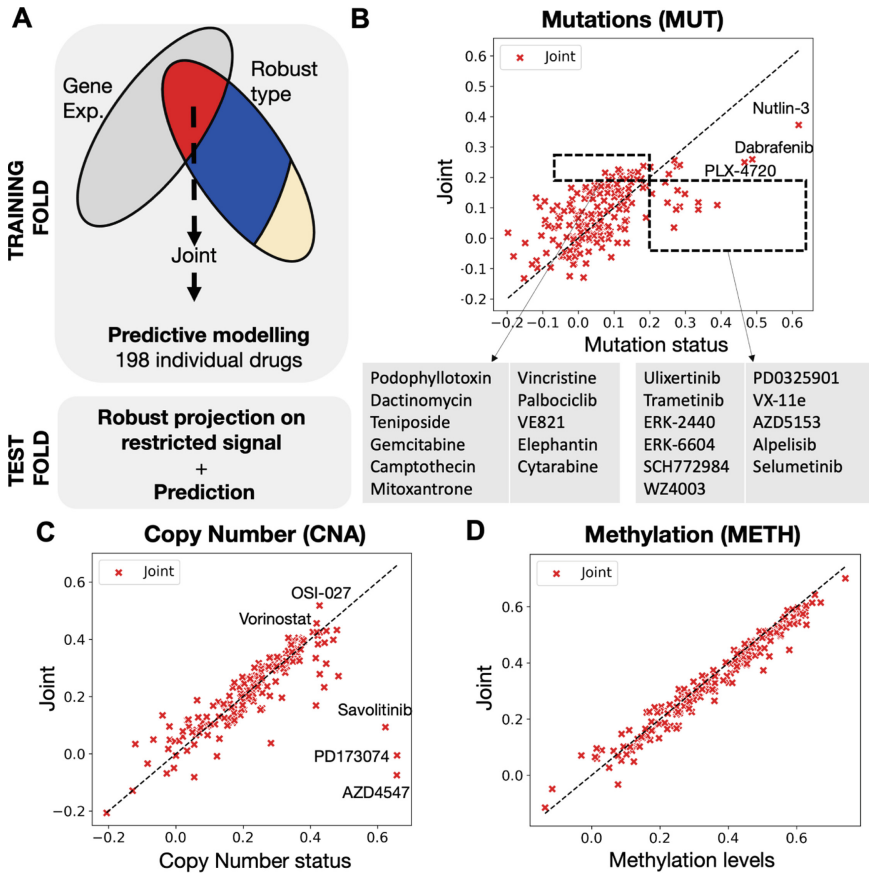 A
TRAINING
FOLD
Gene
Exp.
Robust
type
Joint
Predictive modelling
198 individual drugs
TEST
FOLD
Robust projection on
restricted signal
+
Prediction
B
Mutations (MUT)
Joint
Joint
0.6
0.5
0.4
0.3
0.2
0.1
0.0
-0.1
-0.2
Nutlin-3
Dabrafenib
PLX-4720
−0.2 -0.1 0.0 0.1 0.2 0.3 0.4 0.5 0.6
Mutation status
Podophyllotoxin
Dactinomycin
Teniposide
Gemcitabine
Camptothecin
Mitoxantrone
Vincristine
Palbociclib
VE821
Elephantin
Cytarabine
Ulixertinib
Trametinib
ERK-2440
ERK-6604
SCH772984
WZ4003
PD0325901
VX-11e
AZD5153
Alpelisib
Selumetinib
C
Copy Number (CNA)
Joint
Joint
0.6
0.4
0.2
0.0
−0.2
OSI-027
Vorinostat
Savolitinib
PD173074
AZD4547
−0.2 0.0 0.2 0.4 0.6
Copy Number status
D
Methylation (METH)
Joint
Joint
0.6
0.4
0.2
0.0
0.0 0.2 0.4 0.6
Methylation levels